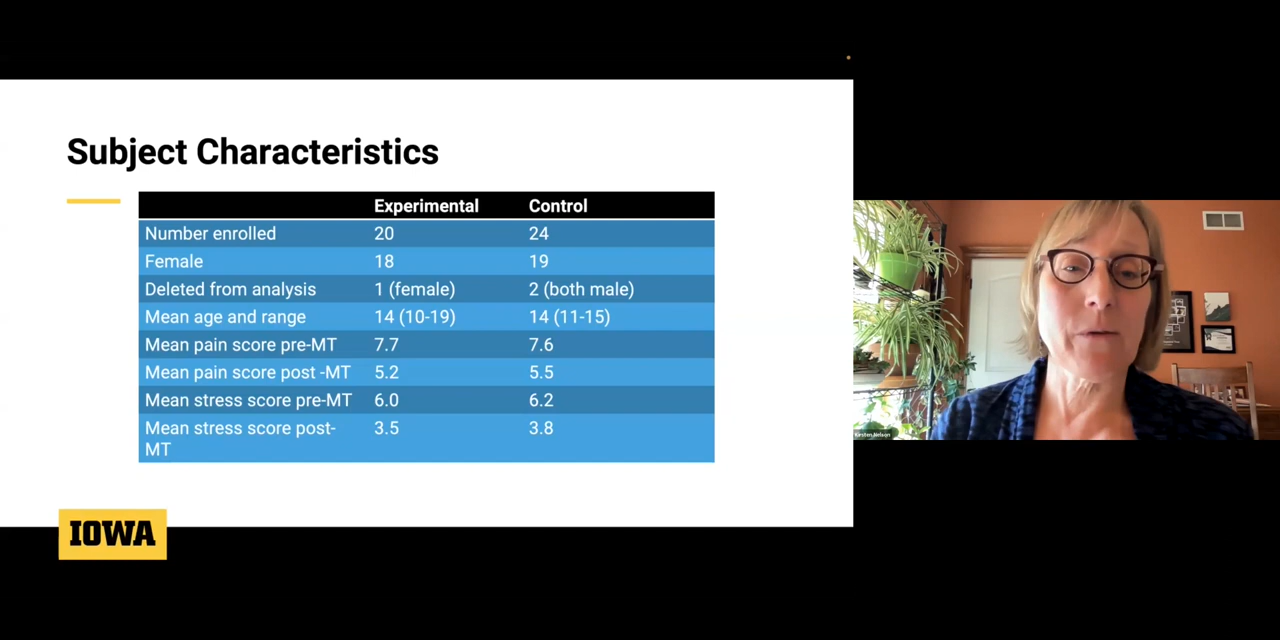 Subject Characteristics
Experimental Control
Number enrolled 20 24
Female 18 19
Deleted from analysis 1 (female) 2 (both male)
Mean age and range 14 (10-19) 14 (11-15)
Mean pain score pre-MT 7.7 7.6
Mean pain score post -MT 5.2 5.5
Mean stress score pre-MT 6.0 6.2
Mean stress score post- 3.5 3.8
MT
IOWA
Kirsten Nelson